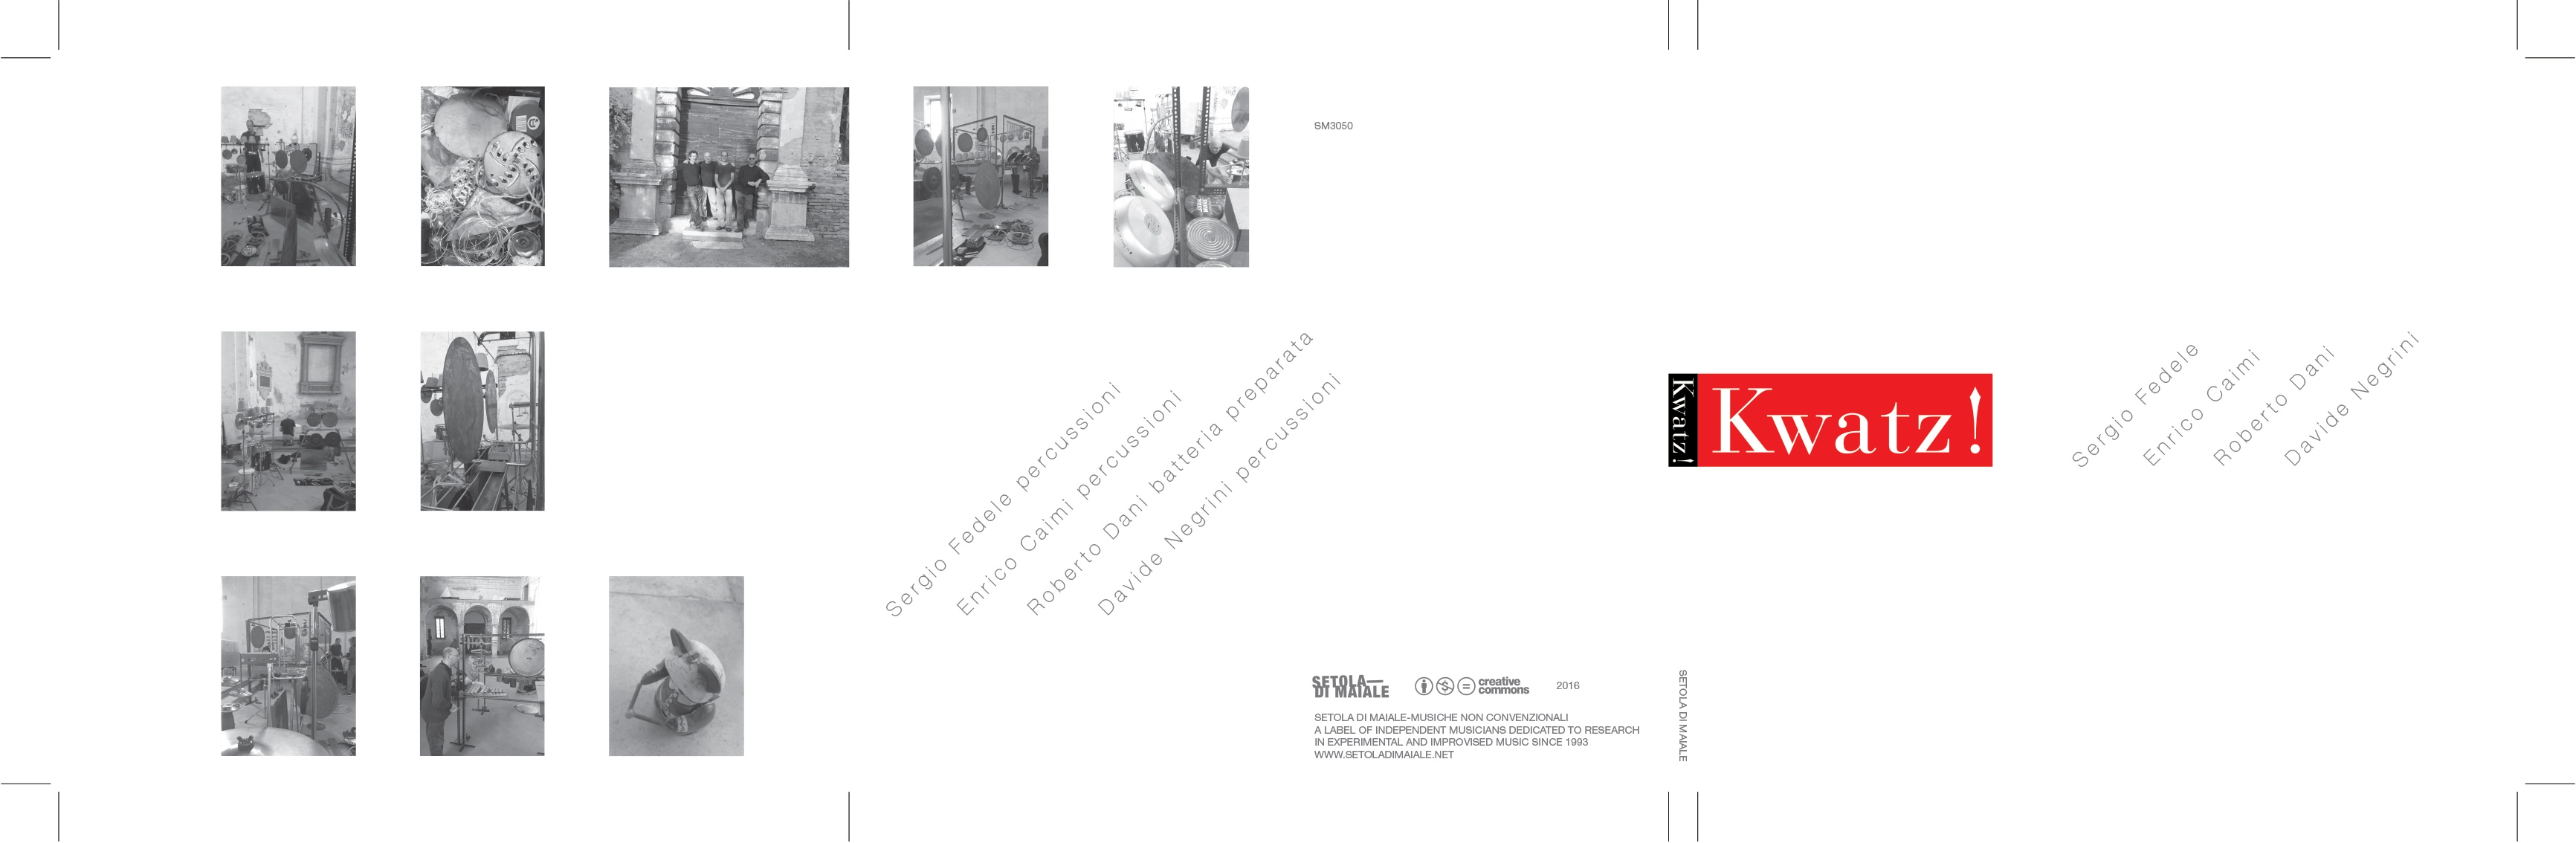 SM3050
Sergio Fedele percussioni
Enrico Caimi percussioni
Roberto Dani batteria preparata
Davide Negrini percussioni
SETOLA
DI MAIALE
creative
commons
2016
SETOLA DI MAIALE-MUSICHE NON CONVENZIONALI
A LABEL OF INDEPENDENT MUSICIANS DEDICATED TO RESEARCH
IN EXPERIMENTAL AND IMPROVISED MUSIC SINCE 1993
WWW.SETOLADIMAIALE.NET
Kwatz!
SETOLA DI MAIALE
Kwatz!
Sergio Fedele
Enrico Caimi
Roberto Dani
Davide Negrini